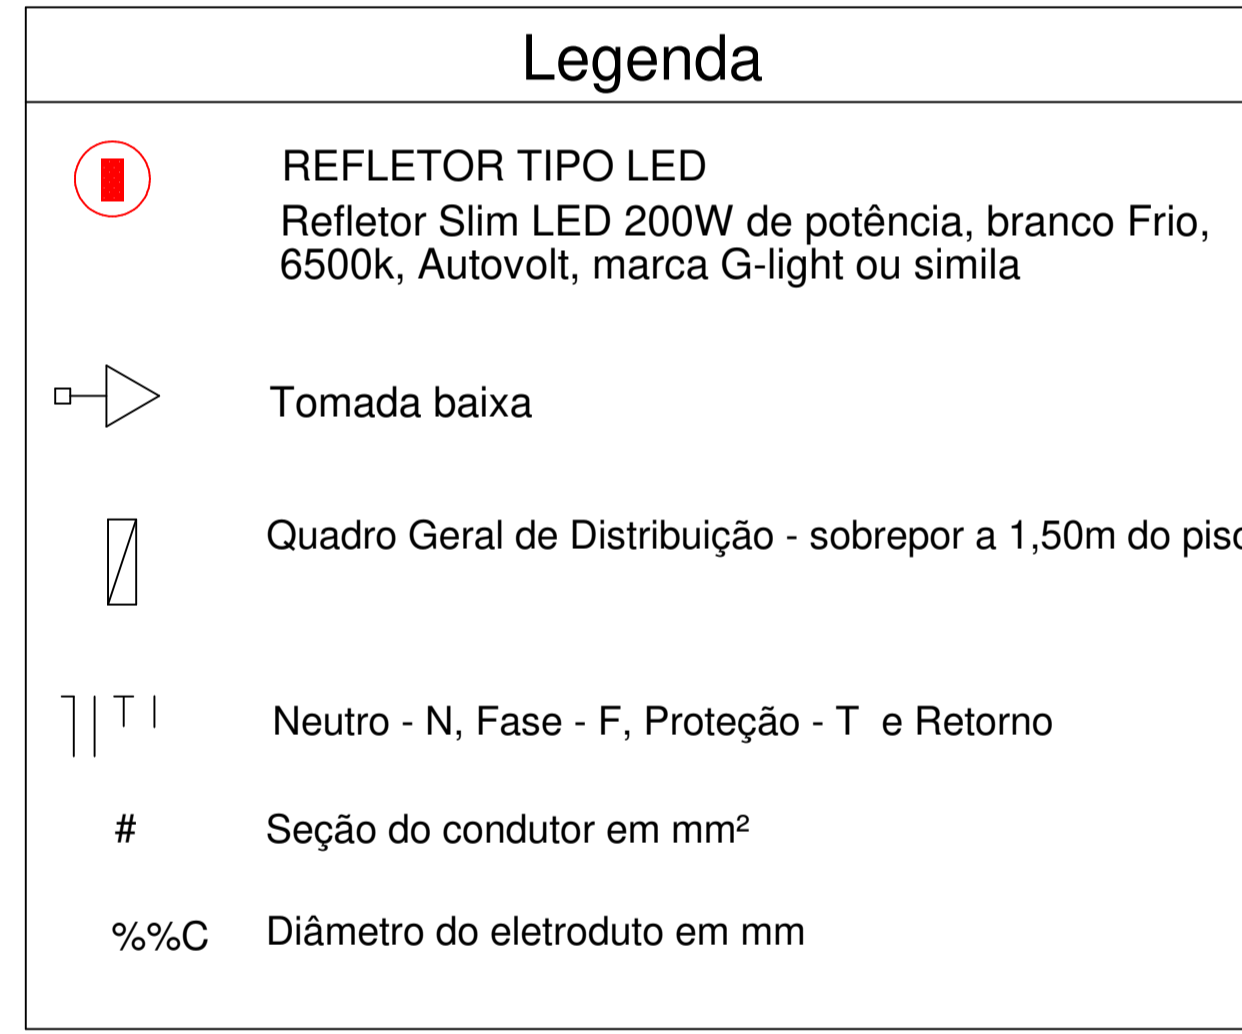 Legenda
REFLETOR TIPO LED
Refletor Slim LED 200W de potência, branco Frio,
6500k, Autovolt, marca G-light ou simila
Tomada baixa
Quadro Geral de Distribuição - sobrepor a 1,50m do
T
Neutro - N, Fase - F, Proteção - T e Retorno
# Seção do condutor em mm²
%%C Diâmetro do eletroduto em mm